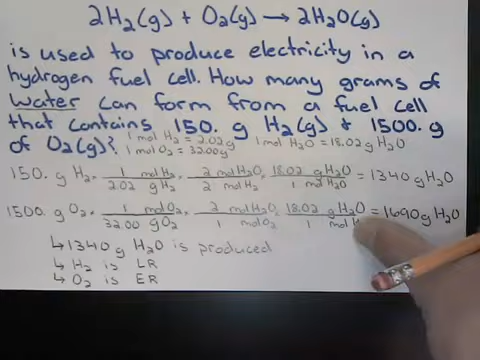 2H₂(g) + O₂(g) → 2H₂O(g)
is used to produce electricity in a
hydrogen fuel cell. How many grams of
water can form from a fuel cell
that contains 150. g H₂(g) & 1500. g
of O₂(g)? 1 mol H₂ = 2.02g 1 mol H₂O = 18.02 g H₂O
1 mol O₂ = 32.00g
150. g H₂ × 1 mol H₂ / 2.02 g H₂ × 2 mol H₂O / 2 mol H₂ × 18.02 g H₂O / 1 mol H₂O = 1340 g H₂O
1500. g O₂ × 1 mol O₂ / 32.00 g O₂ × 2 mol H₂O / 1 mol O₂ × 18.02 g H₂O / 1 mol = 1690 g H₂O
↳ 1340 g H₂O is produced
↳ H₂ is LR
↳ O₂ is ER